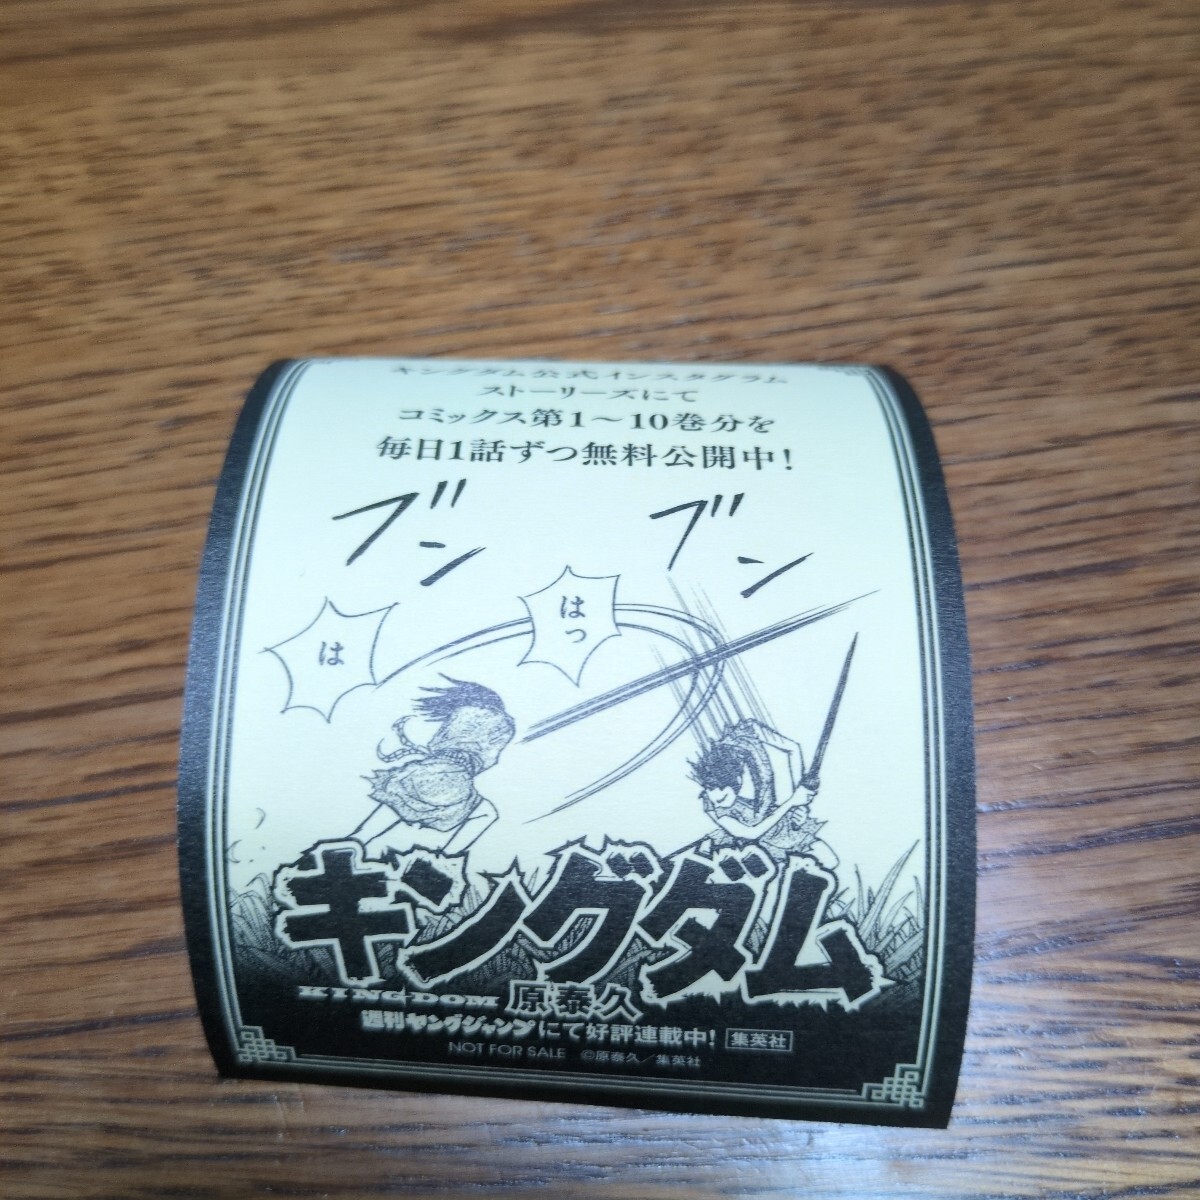 キングダム公式インスタグラム
ストーリーズにて
コミックス第1～10巻分を
毎日1話ずつ無料公開中!
ブン
ブン
はっ
は
キングダム
KINGDOM 原泰久
週刊ヤングジャンプにて好評連載中! 集英社
NOT FOR SALE ©原泰久／集英社